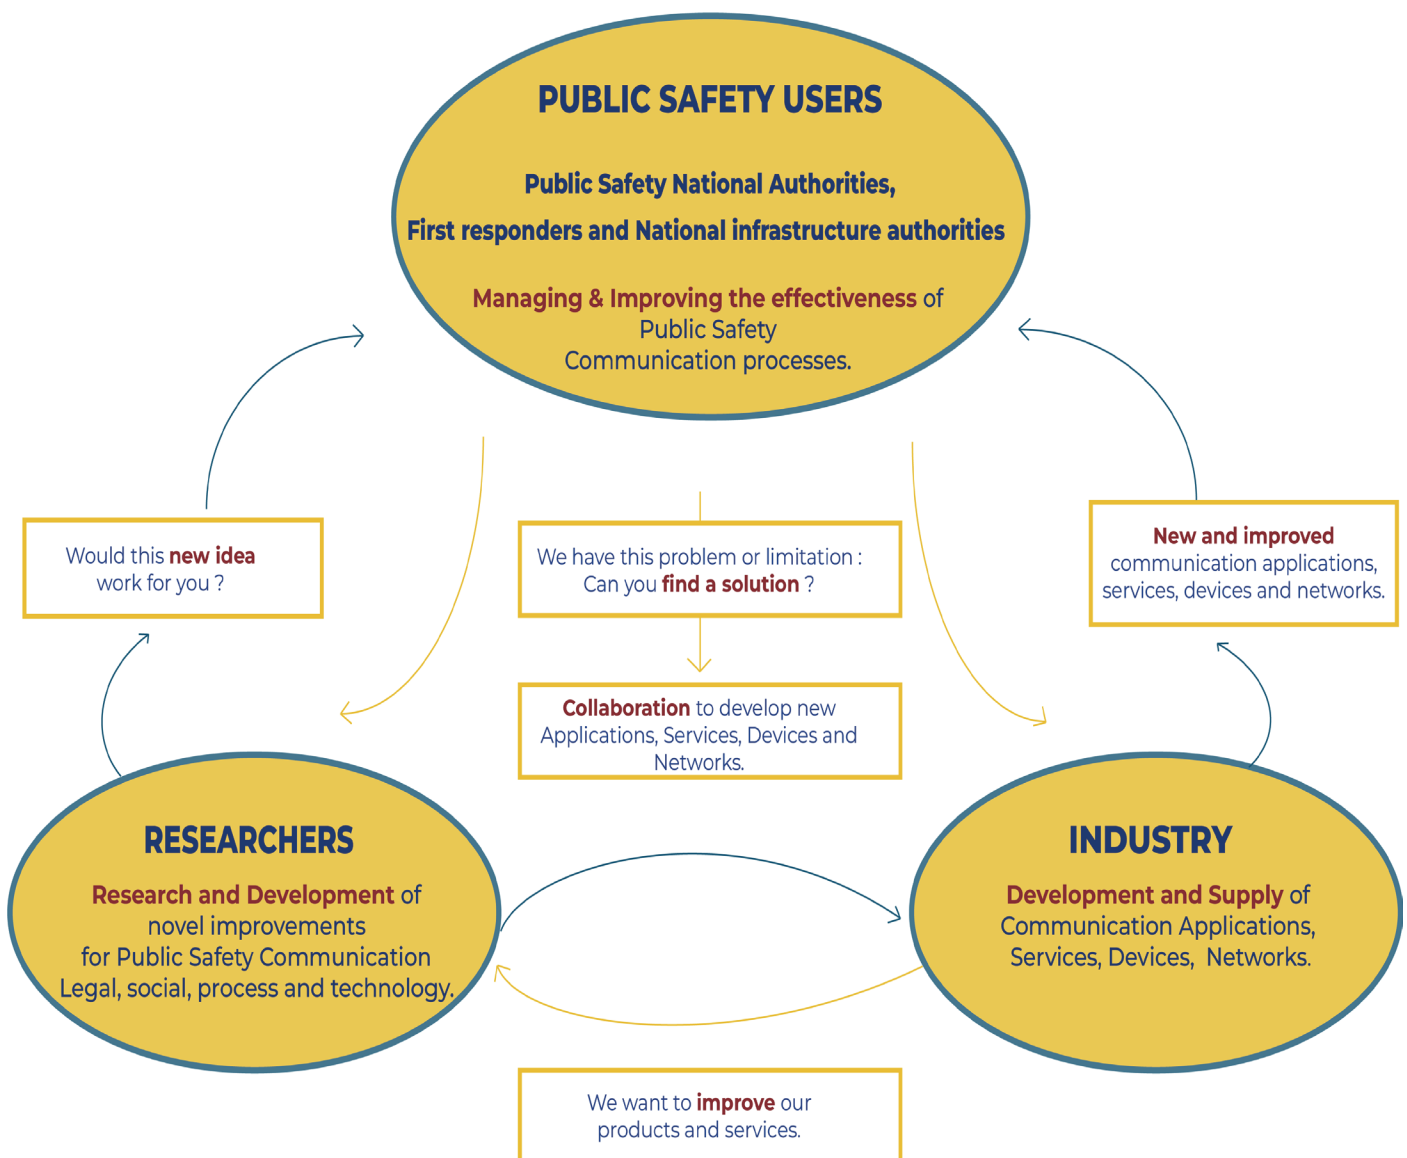 PUBLIC SAFETY USERS
Public Safety National Authorities,
First responders and National infrastructure authorities
Managing & Improving the effectiveness of
Public Safety
Communication processes.
Would this new idea
work for you ?
We have this problem or limitation :
Can you find a solution ?
New and improved
communication applications,
services, devices and networks.
Collaboration to develop new
Applications, Services, Devices and
Networks.
RESEARCHERS
Research and Development of
novel improvements
for Public Safety Communication
Legal, social, process and technology.
INDUSTRY
Development and Supply of
Communication Applications,
Services, Devices, Networks.
We want to improve our
products and services.